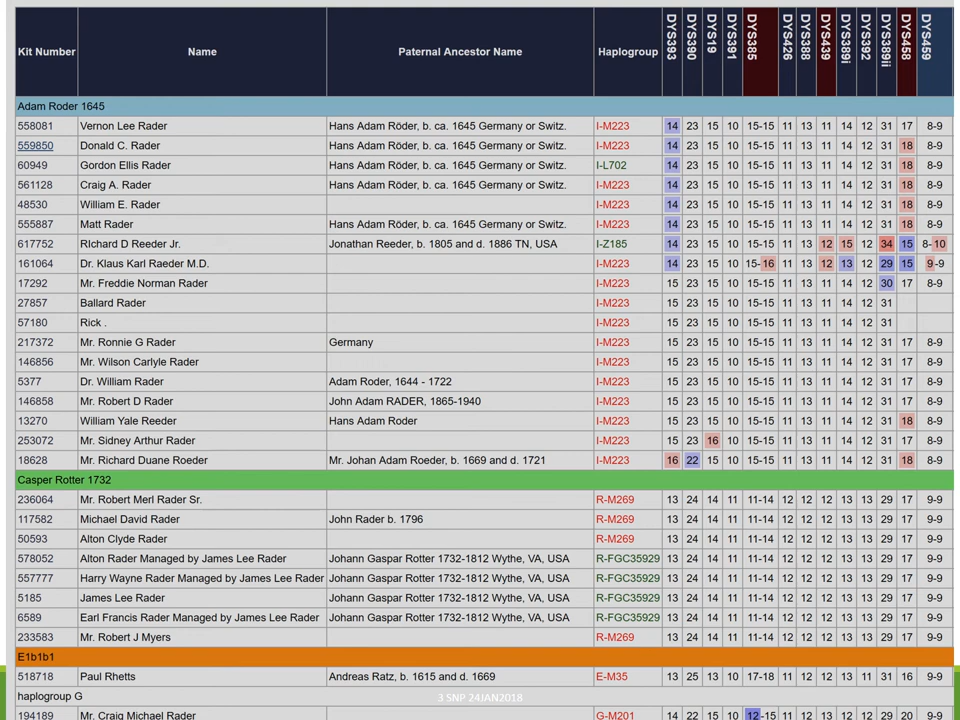 Kit Number Name Paternal Ancestor Name Haplogroup DYS393 DYS390 DYS19 DYS391 DYS385 DYS426 DYS388 DYS439 DYS389i DYS392 DYS389ii DYS458 DYS459
Adam Roder 1645
558081 Vernon Lee Rader Hans Adam Röder, b. ca. 1645 Germany or Switz. I-M223 14 23 15 10 15-15 11 13 11 14 12 31 17 8-9
559850 Donald C. Rader Hans Adam Röder, b. ca. 1645 Germany or Switz. I-M223 14 23 15 10 15-15 11 13 11 14 12 31 18 8-9
60949 Gordon Ellis Rader Hans Adam Röder, b. ca. 1645 Germany or Switz. I-L702 14 23 15 10 15-15 11 13 11 14 12 31 18 8-9
561128 Craig A. Rader Hans Adam Röder, b. ca. 1645 Germany or Switz. I-M223 14 23 15 10 15-15 11 13 11 14 12 31 18 8-9
48530 William E. Rader I-M223 14 23 15 10 15-15 11 13 11 14 12 31 18 8-9
555887 Matt Rader Hans Adam Röder, b. ca. 1645 Germany or Switz. I-M223 14 23 15 10 15-15 11 13 11 14 12 31 18 8-9
617752 RIchard D Reeder Jr. Jonathan Reeder, b. 1805 and d. 1886 TN, USA I-Z185 14 23 15 10 15-15 11 13 12 15 12 34 15 8-10
161064 Dr. Klaus Karl Raeder M.D. I-M223 14 23 15 10 15-16 11 13 12 13 12 29 15 9-9
17292 Mr. Freddie Norman Rader I-M223 15 23 15 10 15-15 11 13 11 14 12 30 17 8-9
27857 Ballard Rader I-M223 15 23 15 10 15-15 11 13 11 14 12 31
57180 Rick . I-M223 15 23 15 10 15-15 11 13 11 14 12 31
217372 Mr. Ronnie G Rader Germany I-M223 15 23 15 10 15-15 11 13 11 14 12 31 17 8-9
146856 Mr. Wilson Carlyle Rader I-M223 15 23 15 10 15-15 11 13 11 14 12 31 17 8-9
5377 Dr. William Rader Adam Roder, 1644 - 1722 I-M223 15 23 15 10 15-15 11 13 11 14 12 31 17 8-9
146858 Mr. Robert D Rader John Adam RADER, 1865-1940 I-M223 15 23 15 10 15-15 11 13 11 14 12 31 17 8-9
13270 William Yale Reeder Hans Adam Roder I-M223 15 23 15 10 15-15 11 13 11 14 12 31 18 8-9
253072 Mr. Sidney Arthur Rader I-M223 15 23 16 10 15-15 11 13 11 14 12 31 17 8-9
18628 Mr. Richard Duane Roeder Mr. Johan Adam Roeder, b. 1669 and d. 1721 I-M223 16 22 15 10 15-15 11 13 11 14 12 31 18 8-9
Casper Rotter 1732
236064 Mr. Robert Merl Rader Sr. R-M269 13 24 14 11 11-14 12 12 12 13 13 29 17 9-9
117582 Michael David Rader John Rader b. 1796 R-M269 13 24 14 11 11-14 12 12 12 13 13 29 17 9-9
50593 Alton Clyde Rader R-M269 13 24 14 11 11-14 12 12 12 13 13 29 17 9-9
578052 Alton Rader Managed by James Lee Rader Johann Gaspar Rotter 1732-1812 Wythe, VA, USA R-FGC35929 13 24 14 11 11-14 12 12 12 13 13 29 17 9-9
557777 Harry Wayne Rader Managed by James Lee Rader Johann Gaspar Rotter 1732-1812 Wythe, VA, USA R-FGC35929 13 24 14 11 11-14 12 12 12 13 13 29 17 9-9
5185 James Lee Rader Johann Gaspar Rotter 1732-1812 Wythe, VA, USA R-FGC35929 13 24 14 11 11-14 12 12 12 13 13 29 17 9-9
6589 Earl Francis Rader Managed by James Lee Rader Johann Gaspar Rotter 1732-1812 Wythe, VA, USA R-FGC35929 13 24 14 11 11-14 12 12 12 13 13 29 17 9-9
233583 Mr. Robert J Myers R-M269 13 24 14 11 11-14 12 12 12 13 13 29 17 9-9
E1b1b1
518718 Paul Rhetts Andreas Ratz, b. 1615 and d. 1669 E-M35 13 25 13 10 17-18 11 12 12 13 11 31 16 9-9
haplogroup G
3 SNP 24JAN2018
194189 Mr. Craig Michael Rader G-M201 14 22 15 10 12-15 11 12 11 13 11 29 20 9-9